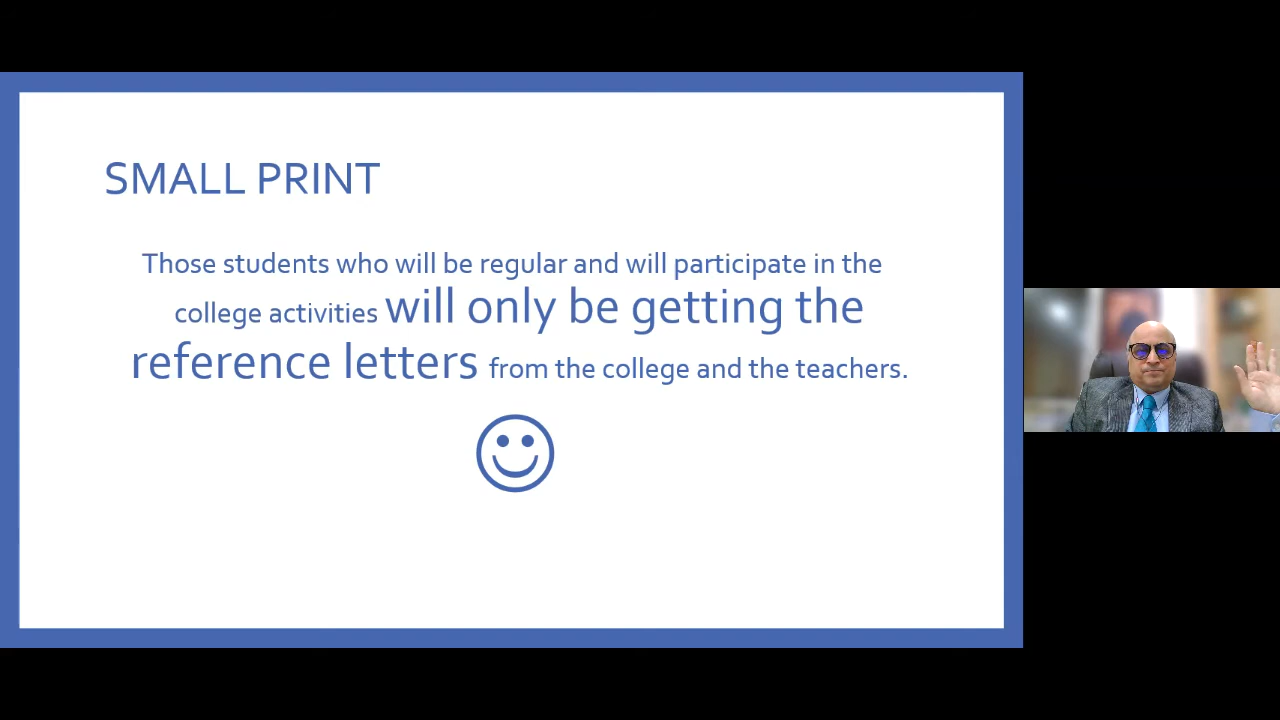 SMALL PRINT
Those students who will be regular and will participate in the
college activities will only be getting the
reference letters from the college and the teachers.